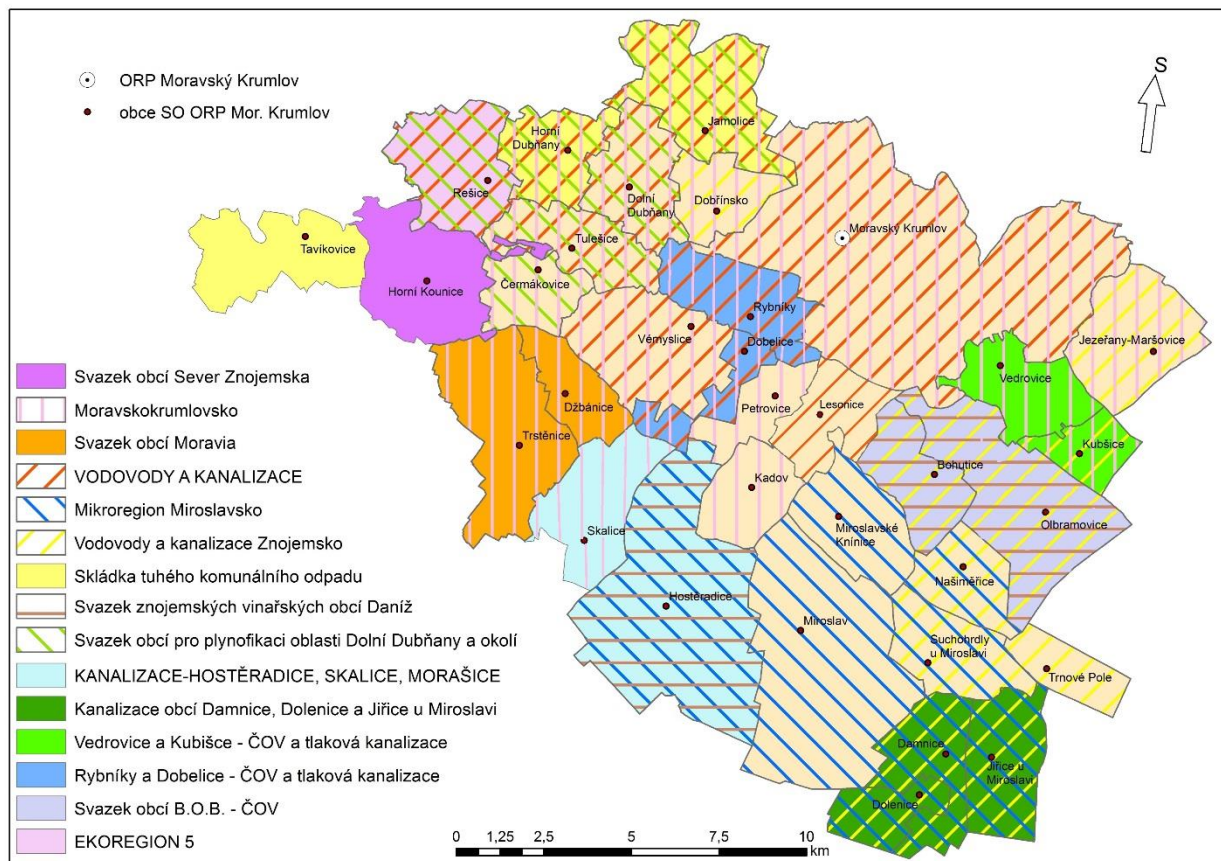 ORP Moravský Krumlov
obce SO ORP Mor. Krumlov
S
Jamolice
Horní
Dubňany
Rešice
Dolní
Dubňany
Dobřínsko
Tavíkovice
Tulešice
Moravský Krumlov
Čermákovice
Horní Kounice
Rybníky
Vémyslice
Dobelice
Jezeřany-Maršovice
Vedrovice
Džbánice
Petrovice
Lesonice
Trstěnice
Kubšice
Bohutice
Kadov
Olbramovice
Miroslavské
Knínice
Skalice
Našiměřice
Hostěradice
Miroslav
Suchohrdly
u Miroslavi
Trnové Pole
Damnice
Jiřice u
Miroslavi
Dolenice
Svazek obcí Sever Znojemska
Moravskokrumlovsko
Svazek obcí Moravia
VODOVODY A KANALIZACE
Mikroregion Miroslavsko
Vodovody a kanalizace Znojemsko
Skládka tuhého komunálního odpadu
Svazek znojemských vinařských obcí Daníž
Svazek obcí pro plynofikaci oblasti Dolní Dubňany a okolí
KANALIZACE-HOSTĚRADICE, SKALICE, MORAŠICE
Kanalizace obcí Damnice, Dolenice a Jiřice u Miroslavi
Vedrovice a Kubišce - ČOV a tlaková kanalizace
Rybníky a Dobelice - ČOV a tlaková kanalizace
Svazek obcí B.O.B. - ČOV
EKOREGION 5
0 1,25 2,5 5 7,5 10
km